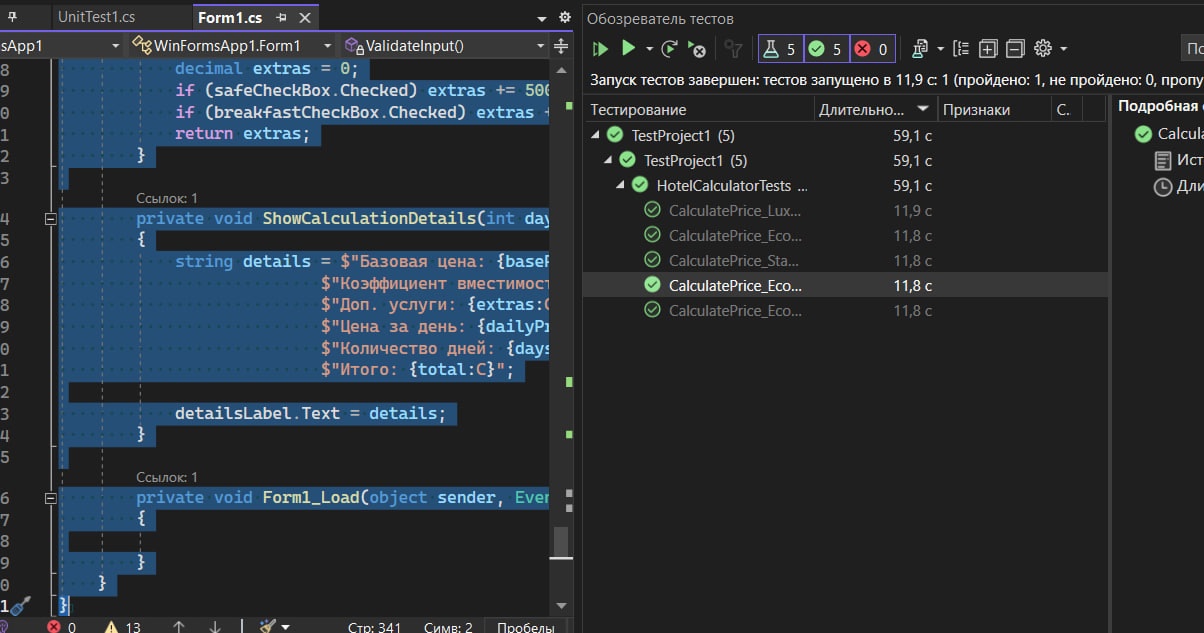 UnitTest1.cs
Form1.cs
sApp1
WinFormsApp1.Form1
ValidateInput()
8 decimal extras = 0;
9 if (safeCheckBox.Checked) extras += 500
0 if (breakfastCheckBox.Checked) extras +
1 return extras;
2 }
3
Ссылок: 1
4 private void ShowCalculationDetails(int day
5 {
6 string details = $"Базовая цена: {baseP
7 $"Коэффициент вместимост
8 $"Доп. услуги: {extras:C
9 $"Цена за день: {dailyPr
0 $"Количество дней: {days
1 $"Итого: {total:C}";
2
3 detailsLabel.Text = details;
4 }
5
Ссылок: 1
6 private void Form1_Load(object sender, Even
7 {
8
9 }
0 }
1 }
0 13 Стр: 341 Симв: 2 Пробелы
Обозреватель тестов
5 5 0
По
Запуск тестов завершен: тестов запущено в 11,9 с: 1 (пройдено: 1, не пройдено: 0, пропу
Тестирование Длительно... Признаки С.
TestProject1 (5) 59,1 с
TestProject1 (5) 59,1 с
HotelCalculatorTests ... 59,1 с
CalculatePrice_Lux... 11,9 с
CalculatePrice_Eco... 11,8 с
CalculatePrice_Sta... 11,8 с
CalculatePrice_Eco... 11,8 с
CalculatePrice_Eco... 11,8 с
Подробная
Calcula
Ист
Дли